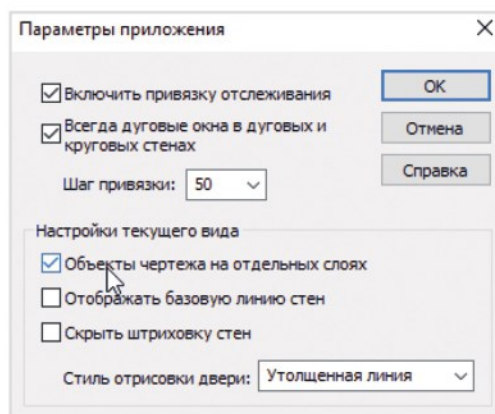 Параметры приложения
Включить привязку отслеживания
OK
Всегда дуговые окна в дуговых и
круговых стенах
Отмена
Шаг привязки: 50
Справка
Настройки текущего вида
Объекты чертежа на отдельных слоях
Отображать базовую линию стен
Скрыть штриховку стен
Стиль отрисовки двери: Утолщенная линия